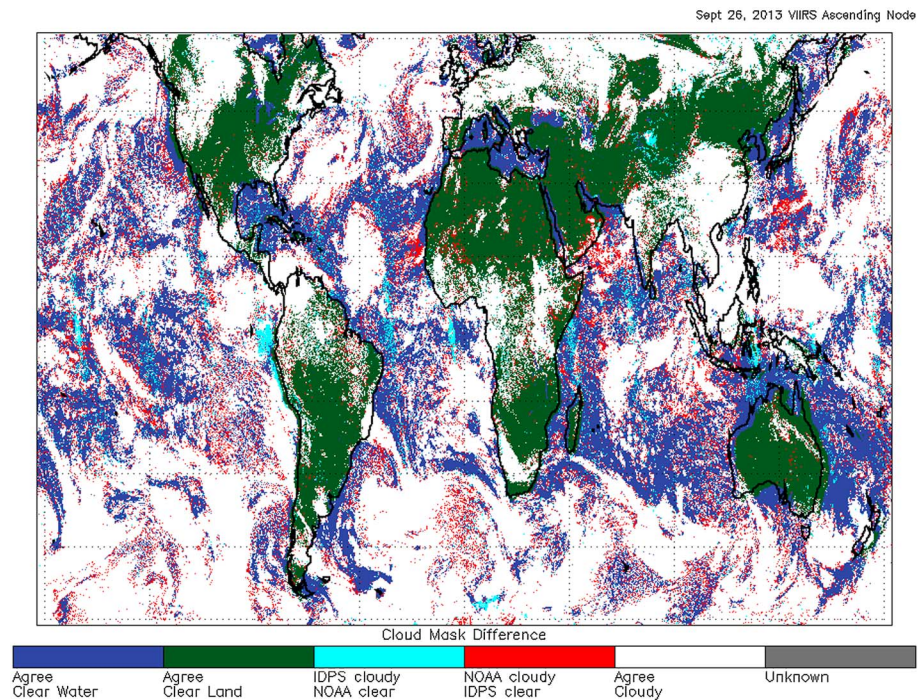 Sept 26, 2013 VIIRS Ascending Node
Cloud Mask Difference
Agree
Clear Water
Agree
Clear Land
IDPS cloudy
NOAA clear
NOAA cloudy
IDPS clear
Agree
Cloudy
Unknown